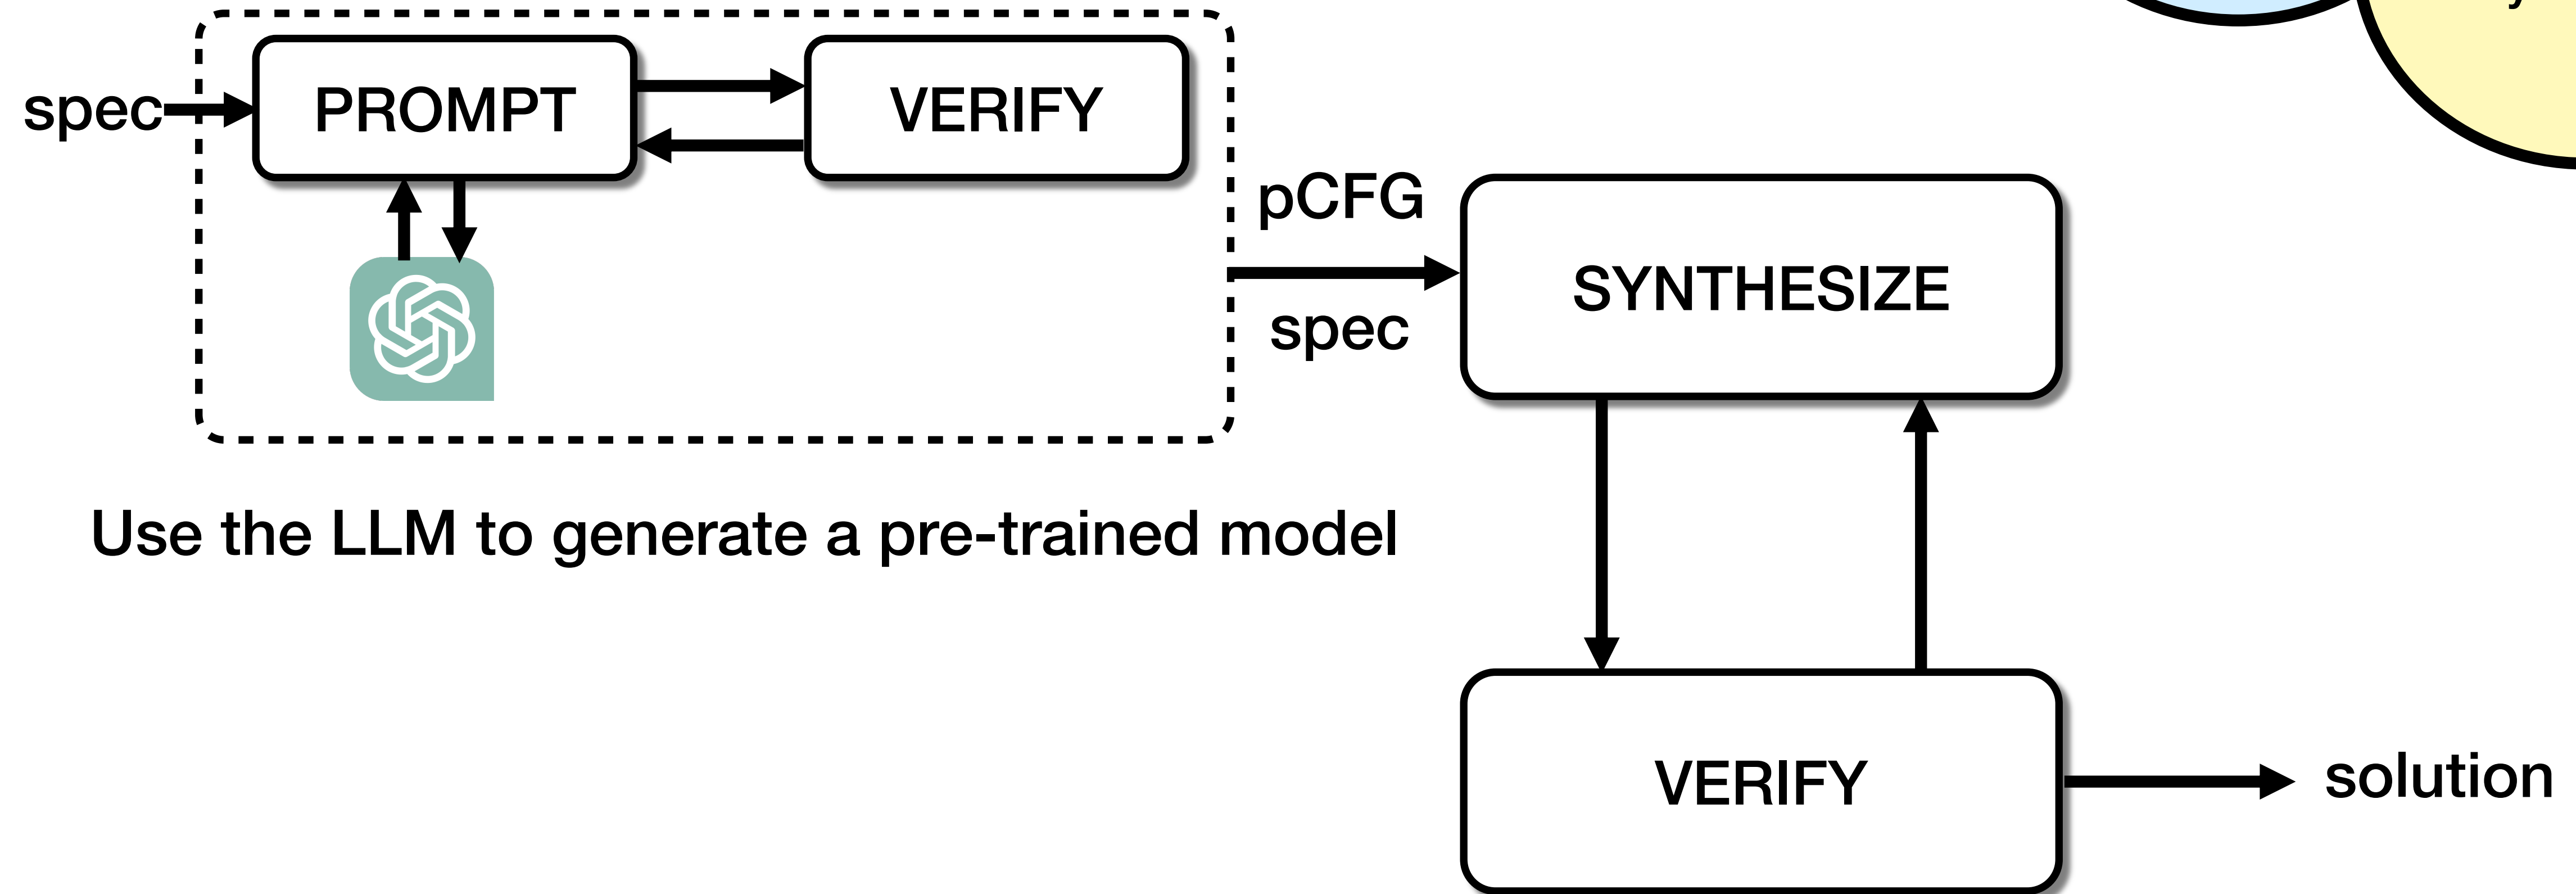 spec
PROMPT
VERIFY
pCFG
spec
SYNTHESIZE
Use the LLM to generate a pre-trained model
VERIFY
solution